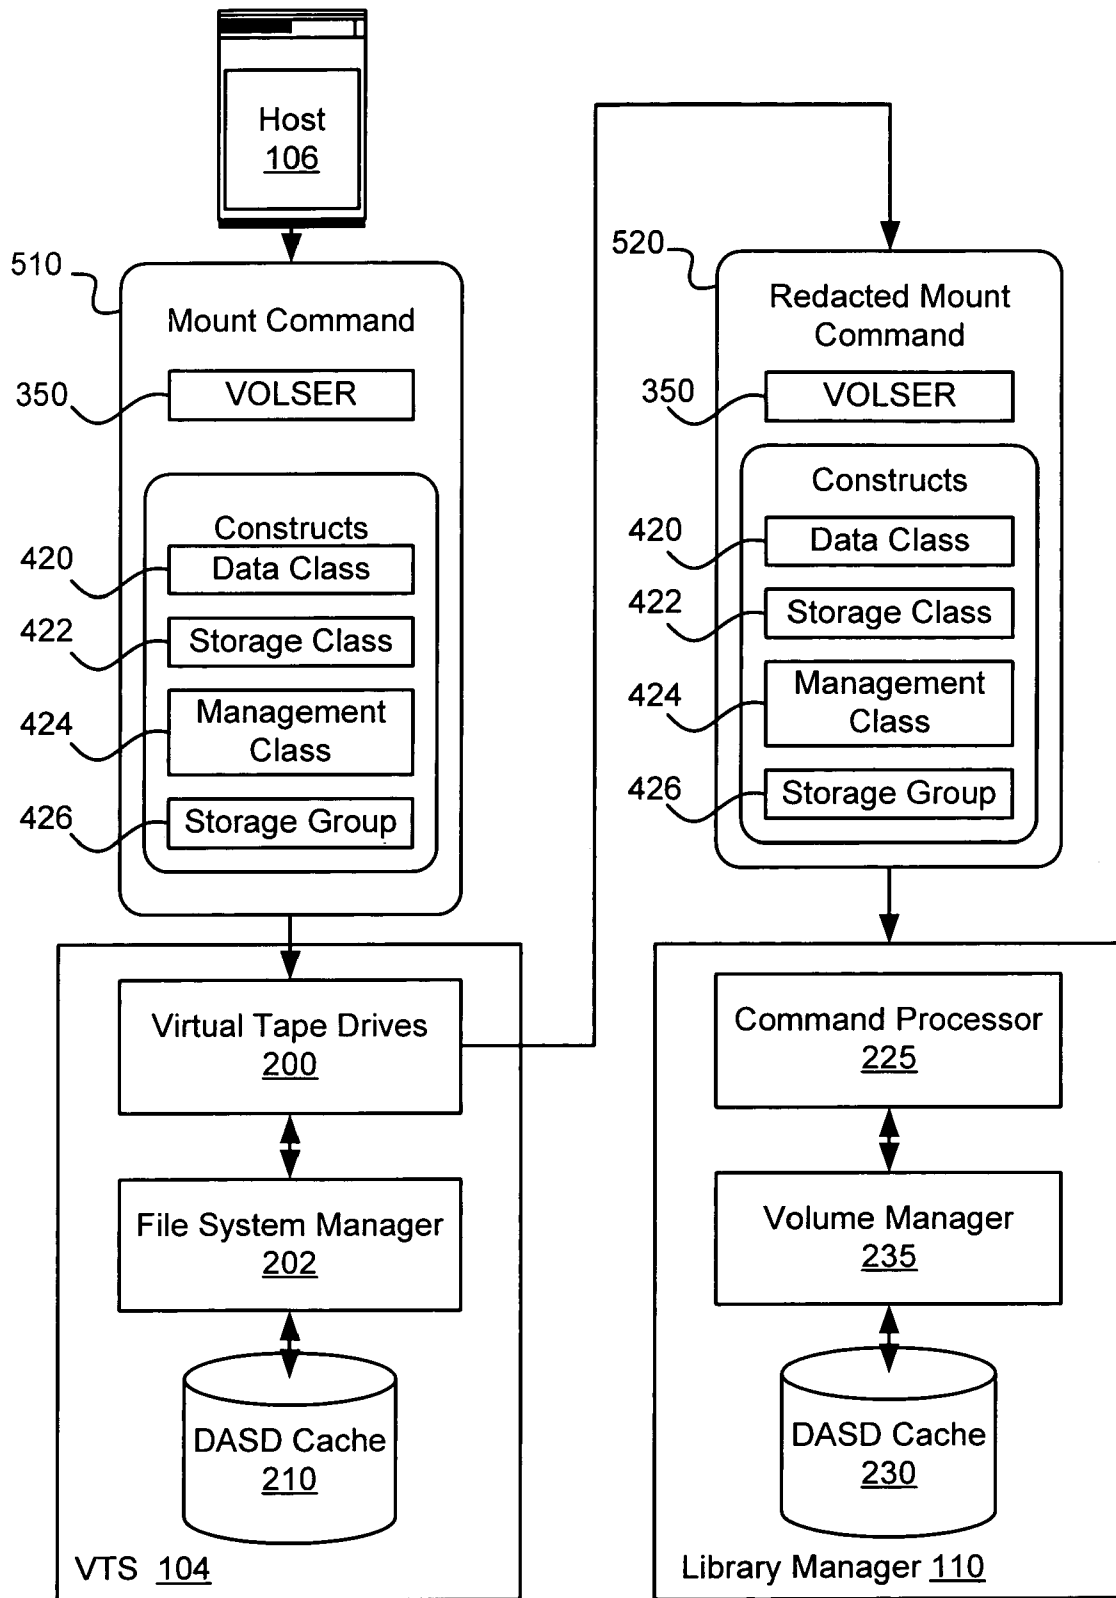 Host
106
510
Mount Command
350
VOLSER
Constructs
420
Data Class
422
Storage Class
424
Management
Class
426
Storage Group
520
Redacted Mount
Command
350
VOLSER
Constructs
420
Data Class
422
Storage Class
424
Management
Class
426
Storage Group
Virtual Tape Drives
200
File System Manager
202
DASD Cache
210
VTS 104
Command Processor
225
Volume Manager
235
DASD Cache
230
Library Manager 110